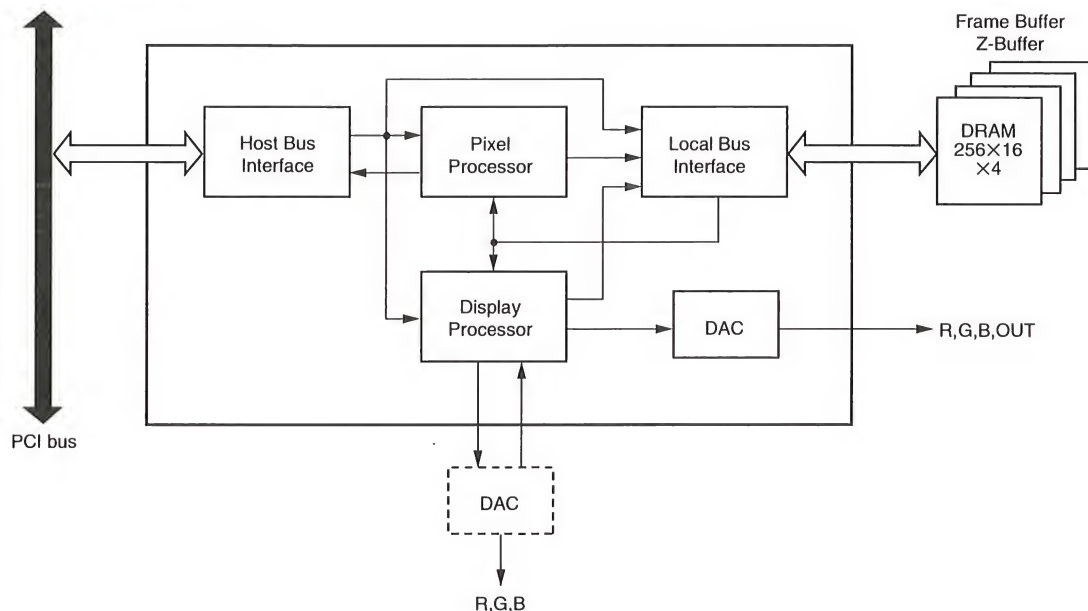 Frame Buffer
Z-Buffer
Host Bus
Interface
Pixel
Processor
Local Bus
Interface
DRAM
256×16
×4
Display
Processor
DAC
R,G,B,OUT
PCI bus
DAC
R,G,B